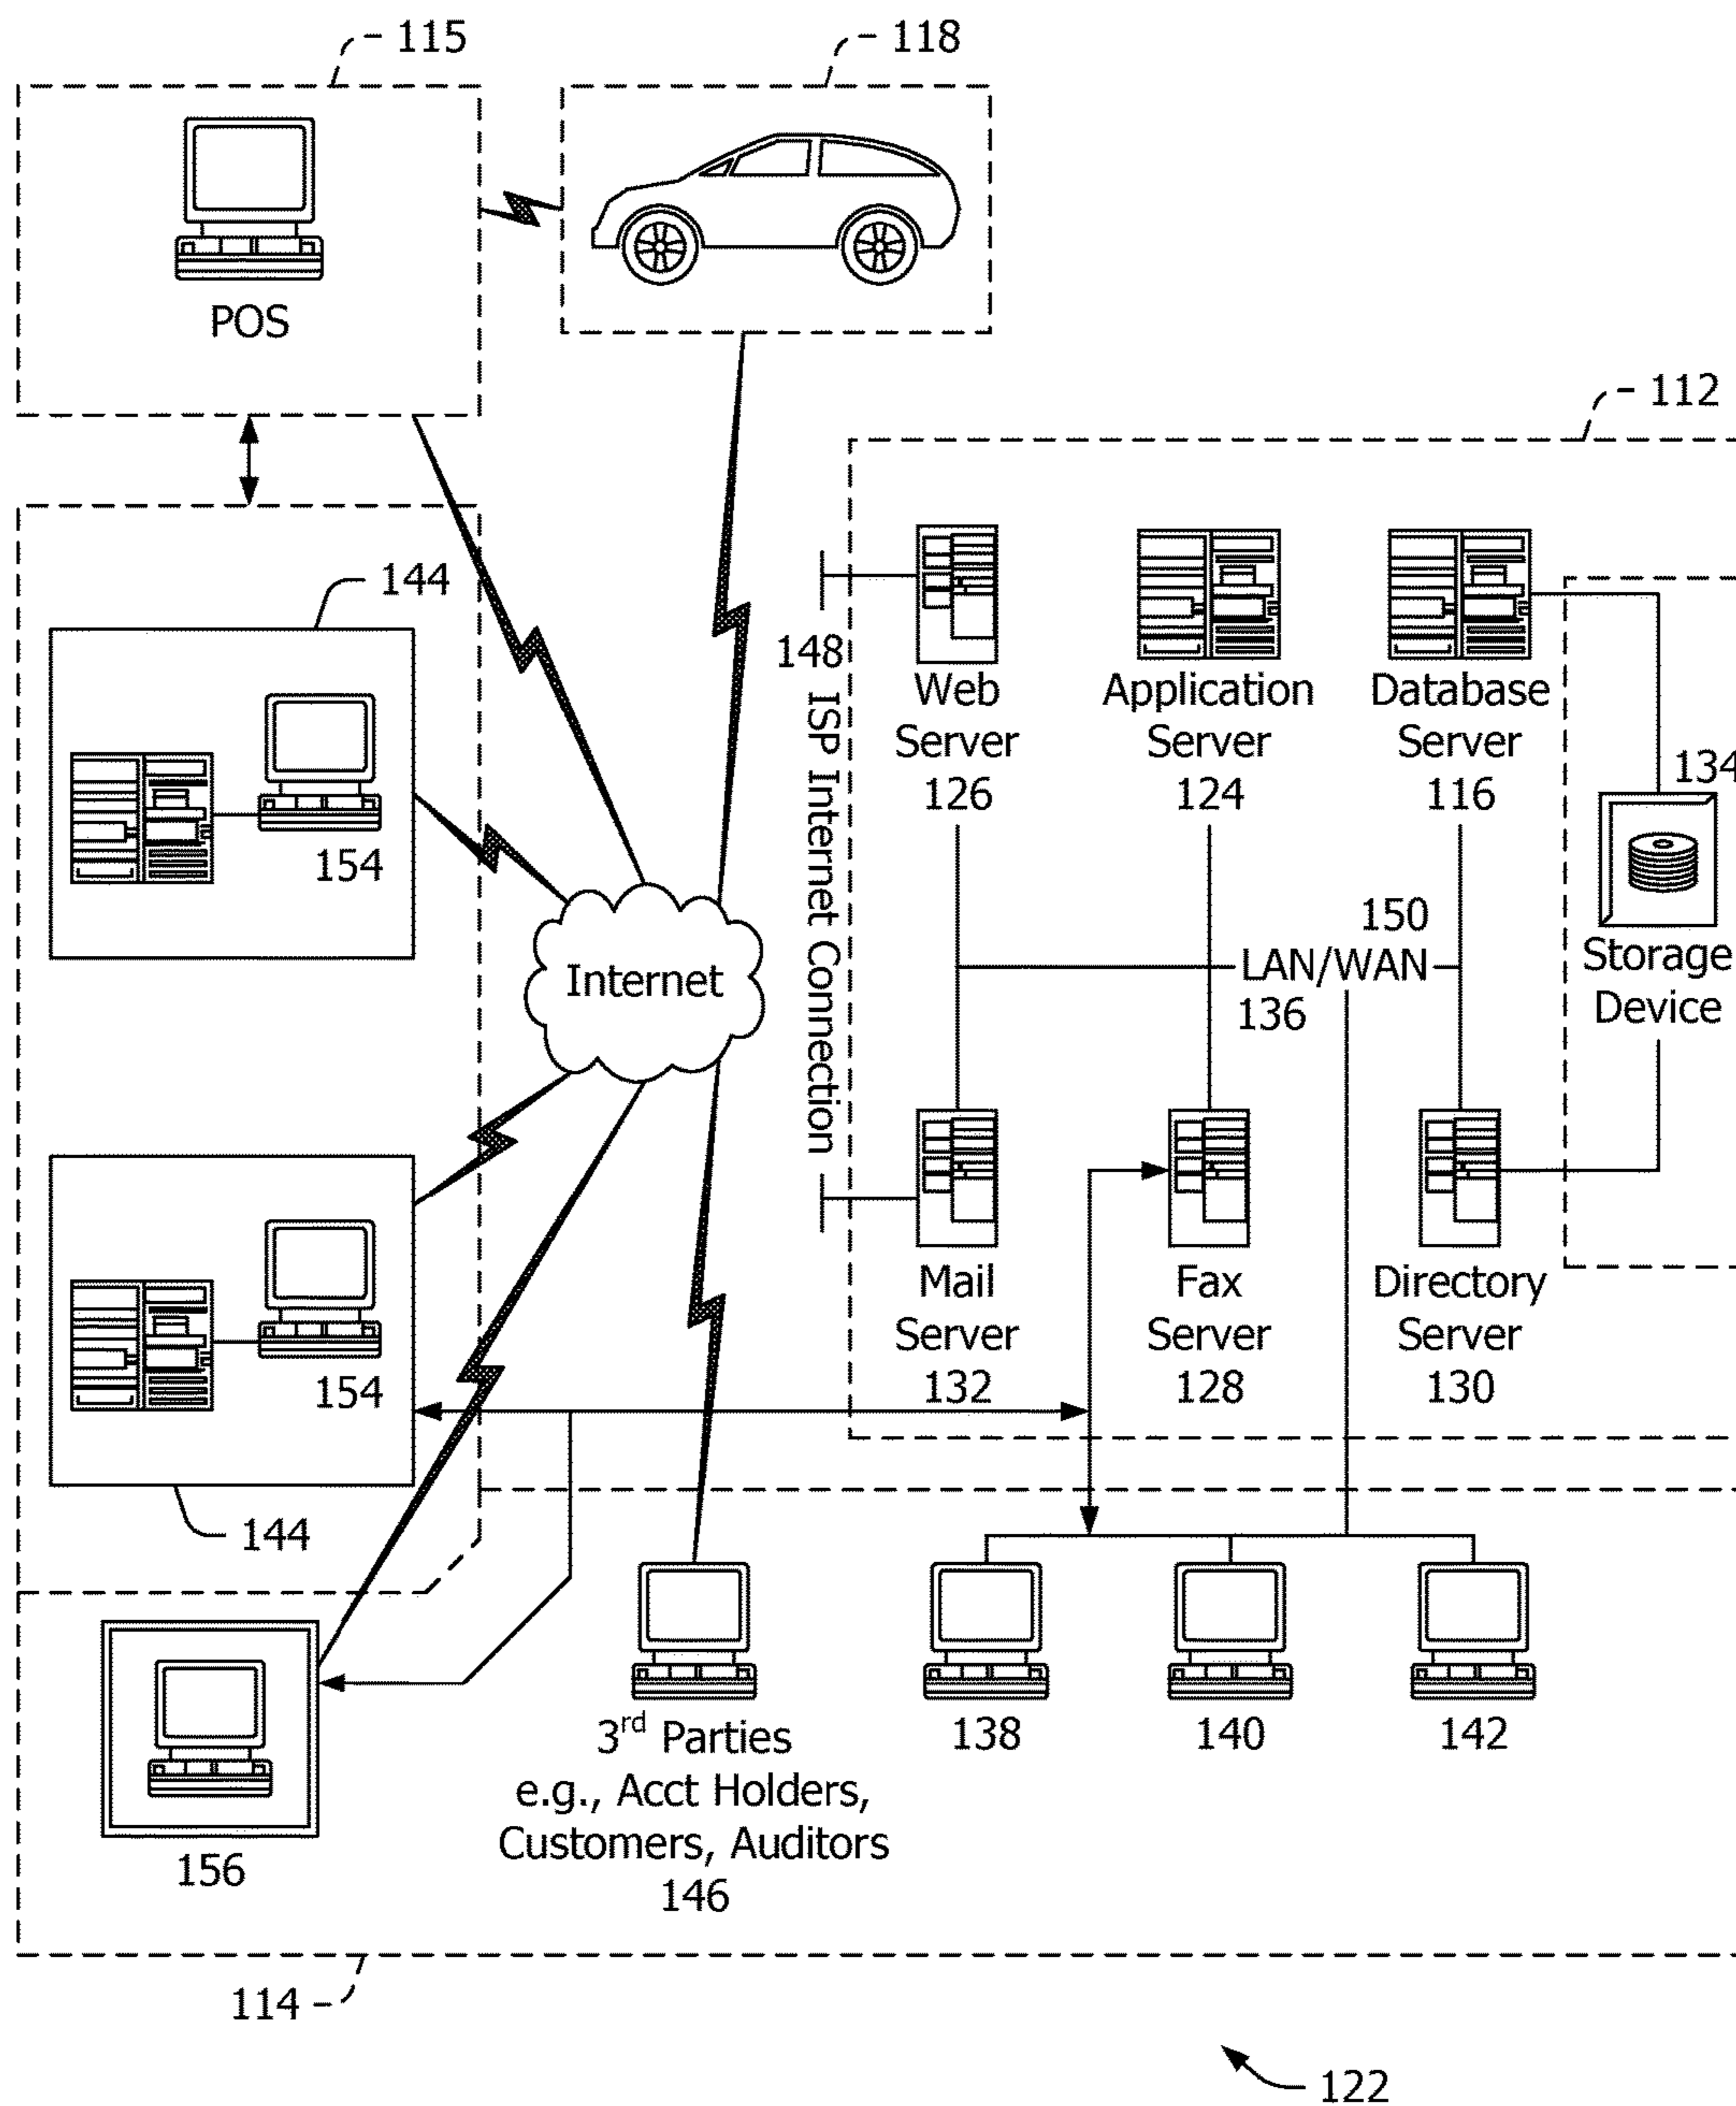 115
118
POS
112
144
148
ISP Internet Connection
Web
Server
126
Application
Server
124
Database
Server
116
134
154
150
LAN/WAN
136
Storage
Device
Internet
Mail
Server
132
Fax
Server
128
Directory
Server
130
154
144
3rd Parties
e.g., Acct Holders,
Customers, Auditors
146
138
140
142
156
114
122